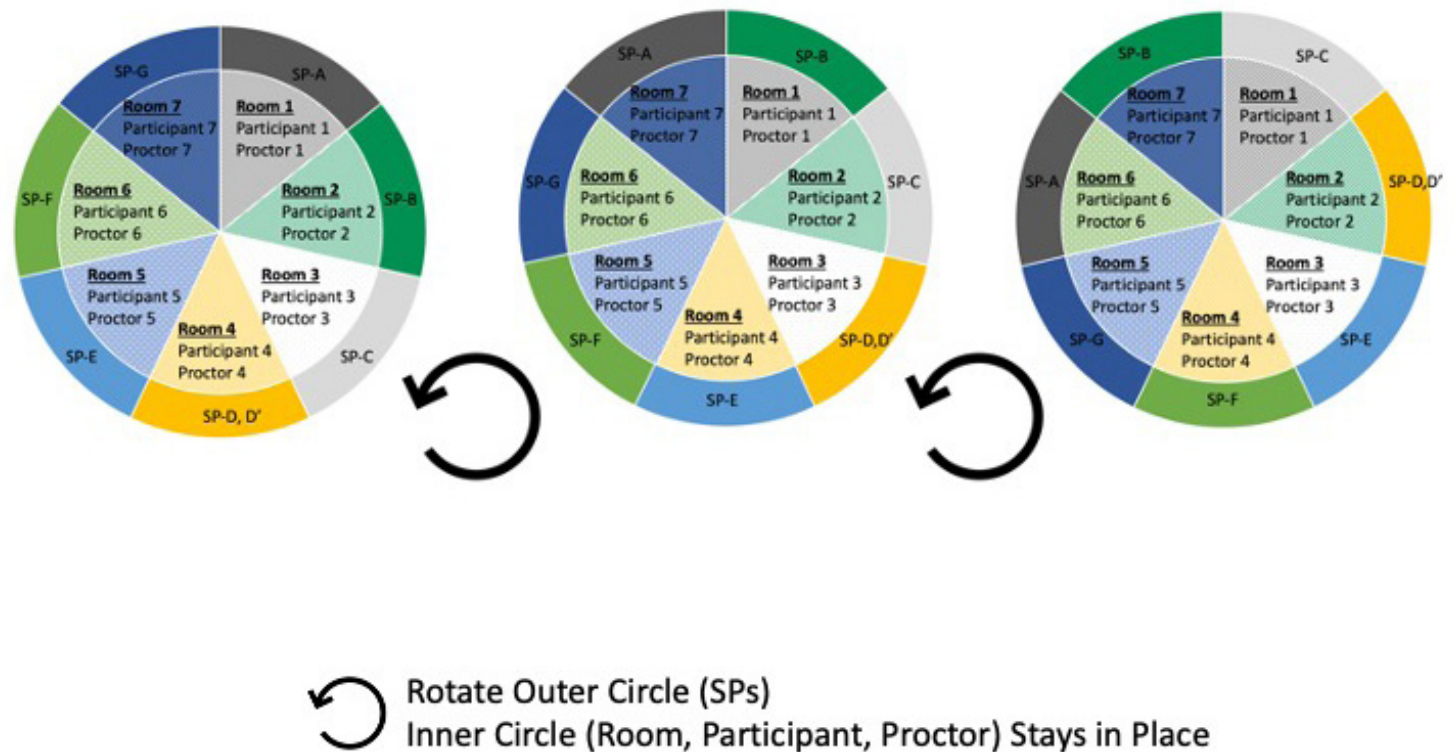 SP-G
SP-A
Room 7
Participant 7
Proctor 7
Room 1
Participant 1
Proctor 1
SP-F
Room 6
Participant 6
Proctor 6
Room 2
Participant 2
Proctor 2
SP-B
Room 5
Participant 5
Proctor 5
Room 3
Participant 3
Proctor 3
SP-E
Room 4
Participant 4
Proctor 4
SP-C
SP-D, D'
SP-A
SP-B
Room 7
Participant 7
Proctor 7
Room 1
Participant 1
Proctor 1
SP-G
Room 6
Participant 6
Proctor 6
Room 2
Participant 2
Proctor 2
SP-C
Room 5
Participant 5
Proctor 5
Room 3
Participant 3
Proctor 3
SP-F
Room 4
Participant 4
Proctor 4
SP-D,D'
SP-E
SP-B
SP-C
Room 7
Participant 7
Proctor 7
Room 1
Participant 1
Proctor 1
SP-A
Room 6
Participant 6
Proctor 6
Room 2
Participant 2
Proctor 2
SP-D,D'
Room 5
Participant 5
Proctor 5
Room 3
Participant 3
Proctor 3
SP-G
Room 4
Participant 4
Proctor 4
SP-E
SP-F
Rotate Outer Circle (SPs)
Inner Circle (Room, Participant, Proctor) Stays in Place